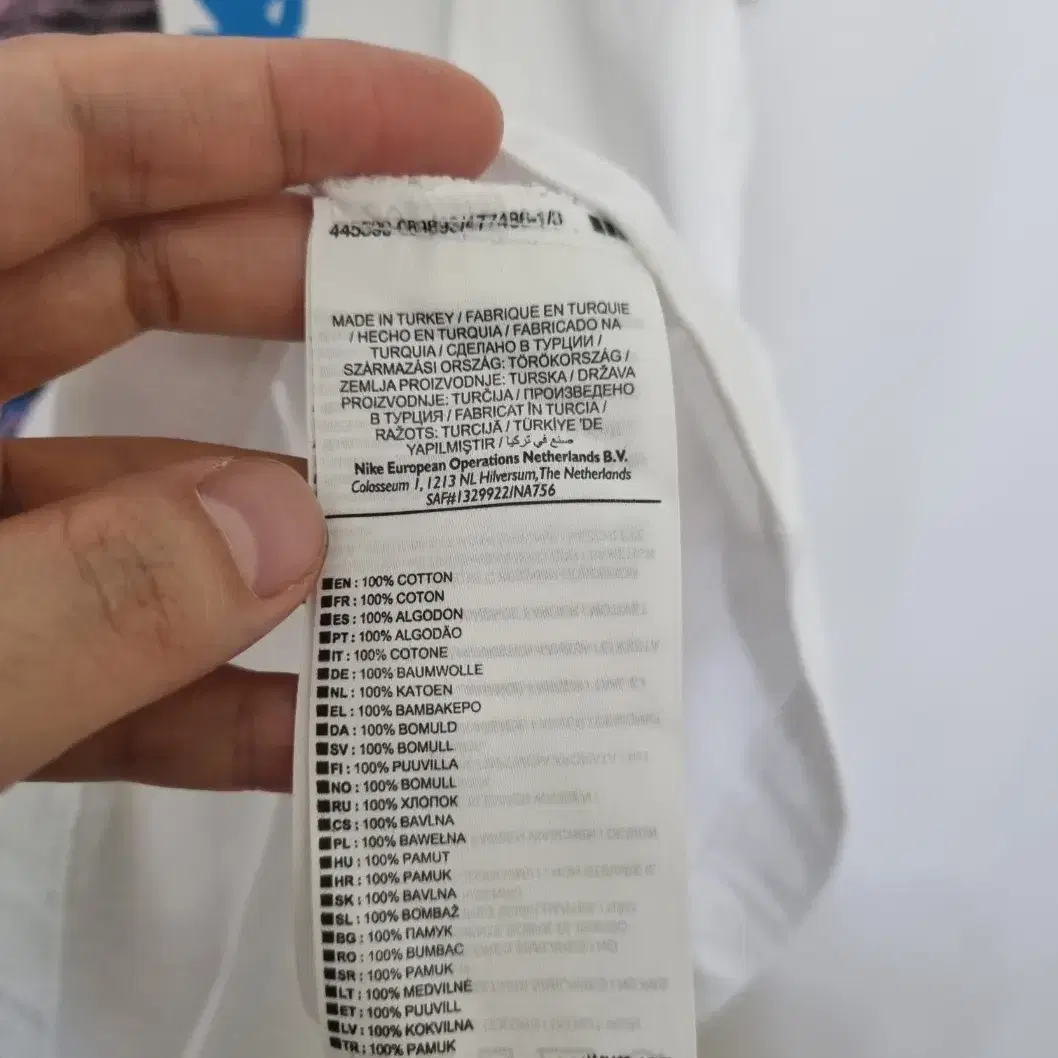 MADE IN TURKEY / FABRIQUE EN TURQUIE
/ HECHO EN TURQUIA / FABRICADO NA
TURQUIA / СДЕЛАНО В ТУРЦИИ /
SZÁRMAZÁSI ORSZÁG: TÖRÖKORSZÁG /
ZEMLJA PROIZVODNJE: TURSKA / DRŽAVA
PROIZVODNJE: TURČIJA / ПРОИЗВЕДЕНО
В ТУРЦИЯ / FABRICAT ÎN TURCIA /
RAŽOTS: TURCIJĀ / TÜRKİYE 'DE
YAPILMIŞTIR / صنع في تركيا
Nike European Operations Netherlands B.V.
Colosseum 1, 1213 NL Hilversum, The Netherlands
SAF#1329922/NA756
EN : 100% COTTON
FR : 100% COTON
ES : 100% ALGODON
PT : 100% ALGODÃO
IT : 100% COTONE
DE : 100% BAUMWOLLE
NL : 100% KATOEN
EL : 100% BAMBAKEPO
DA : 100% BOMULD
SV : 100% BOMULL
FI : 100% PUUVILLA
NO : 100% BOMULL
RU : 100% ХЛОПОК
CS : 100% BAVLNA
PL : 100% BAWEŁNA
HU : 100% PAMUT
HR : 100% PAMUK
SK : 100% BAVLNA
SL : 100% BOMBAŽ
BG : 100% ПАМУК
RO : 100% BUMBAC
SR : 100% PAMUK
LT : 100% MEDVILNĖ
ET : 100% PUUVILL
LV : 100% KOKVILNA
TR : 100% PAMUK